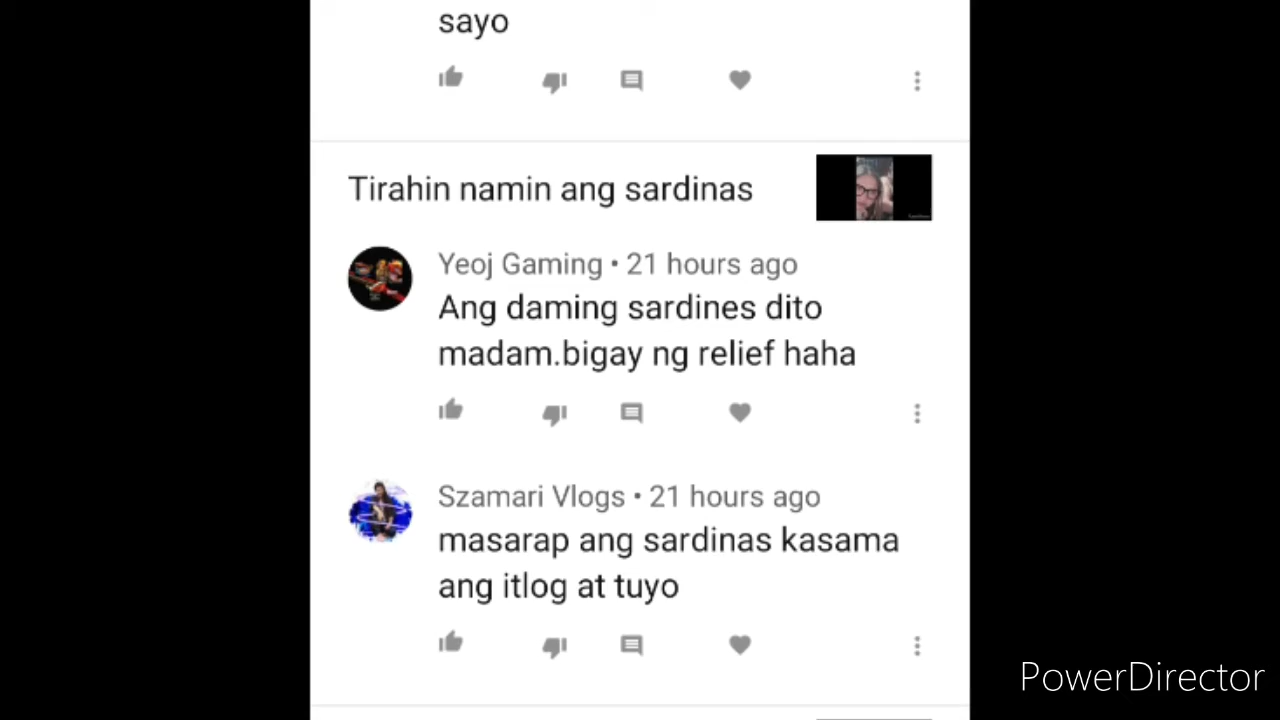 sayo
Tirahin namin ang sardinas
Yeoj Gaming • 21 hours ago
Ang daming sardines dito
madam.bigay ng relief haha
Szamari Vlogs • 21 hours ago
masarap ang sardinas kasama
ang itlog at tuyo
PowerDirector